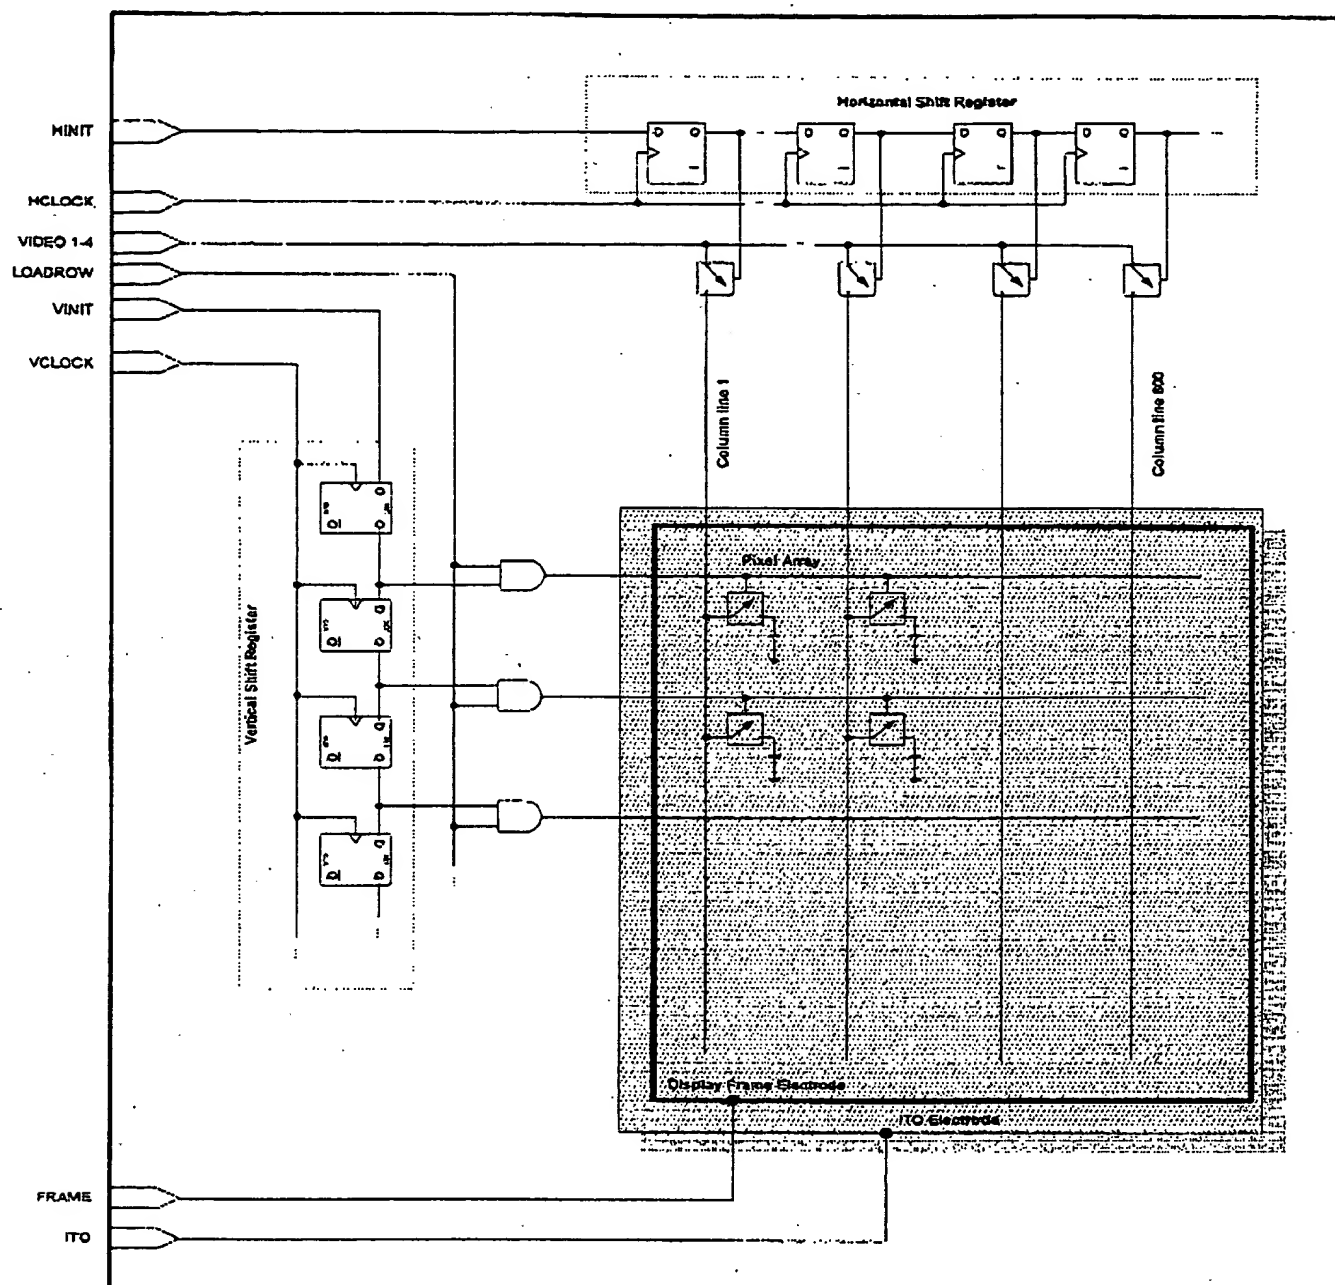 Horizontal Shift Register
HINIT
D Q
D Q
D Q
D Q
HCLOCK
VIDEO 1-4
LOADROW
VINIT
VCLOCK
Column line 1
Column line 800
Vertical Shift Register
Pixel Array
Display Frame Electrode
ITO Electrode
FRAME
ITO